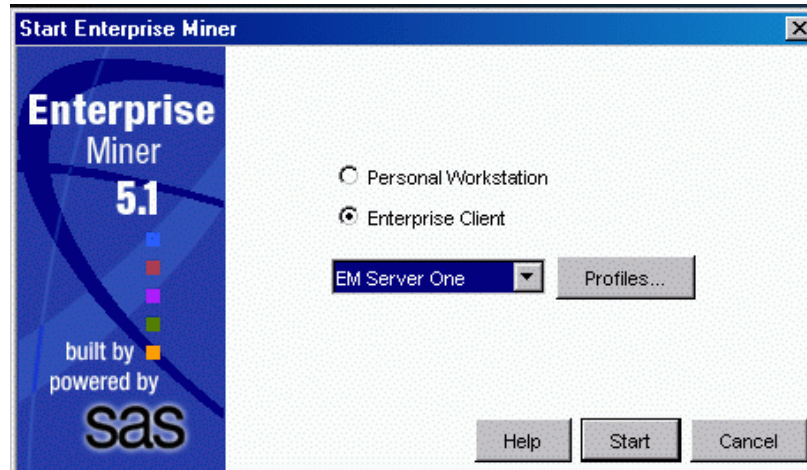 Start Enterprise Miner
Enterprise
Miner
5.1
built by
powered by
sas
Personal Workstation
Enterprise Client
EM Server One
Profiles...
Help
Start
Cancel